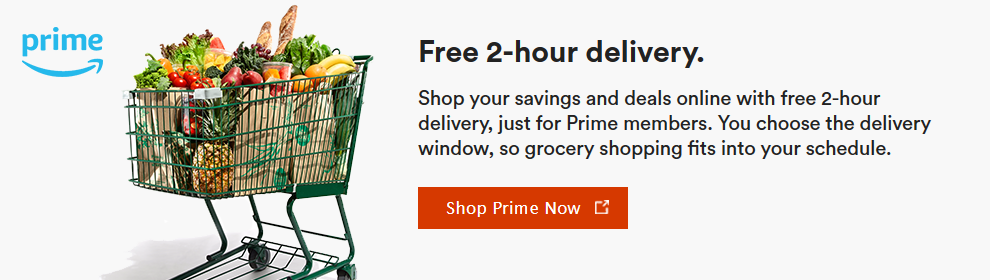 prime
Free 2-hour delivery.
Shop your savings and deals online with free 2-hour
delivery, just for Prime members. You choose the delivery
window, so grocery shopping fits into your schedule.
Shop Prime Now